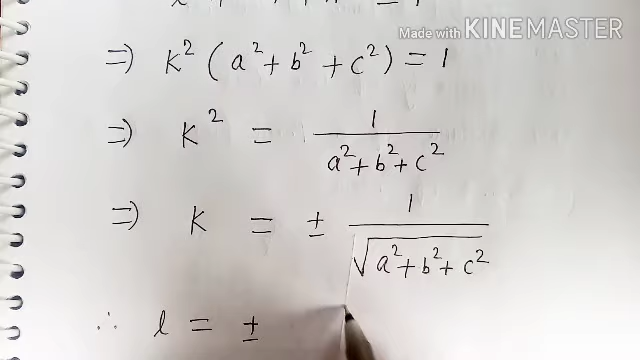 Made with KINEMASTER
⇒ K² (a² + b² + c²) = 1
⇒ K² = 1 / (a² + b² + c²)
⇒ K = ± 1 / √(a² + b² + c²)
∴ l = ±